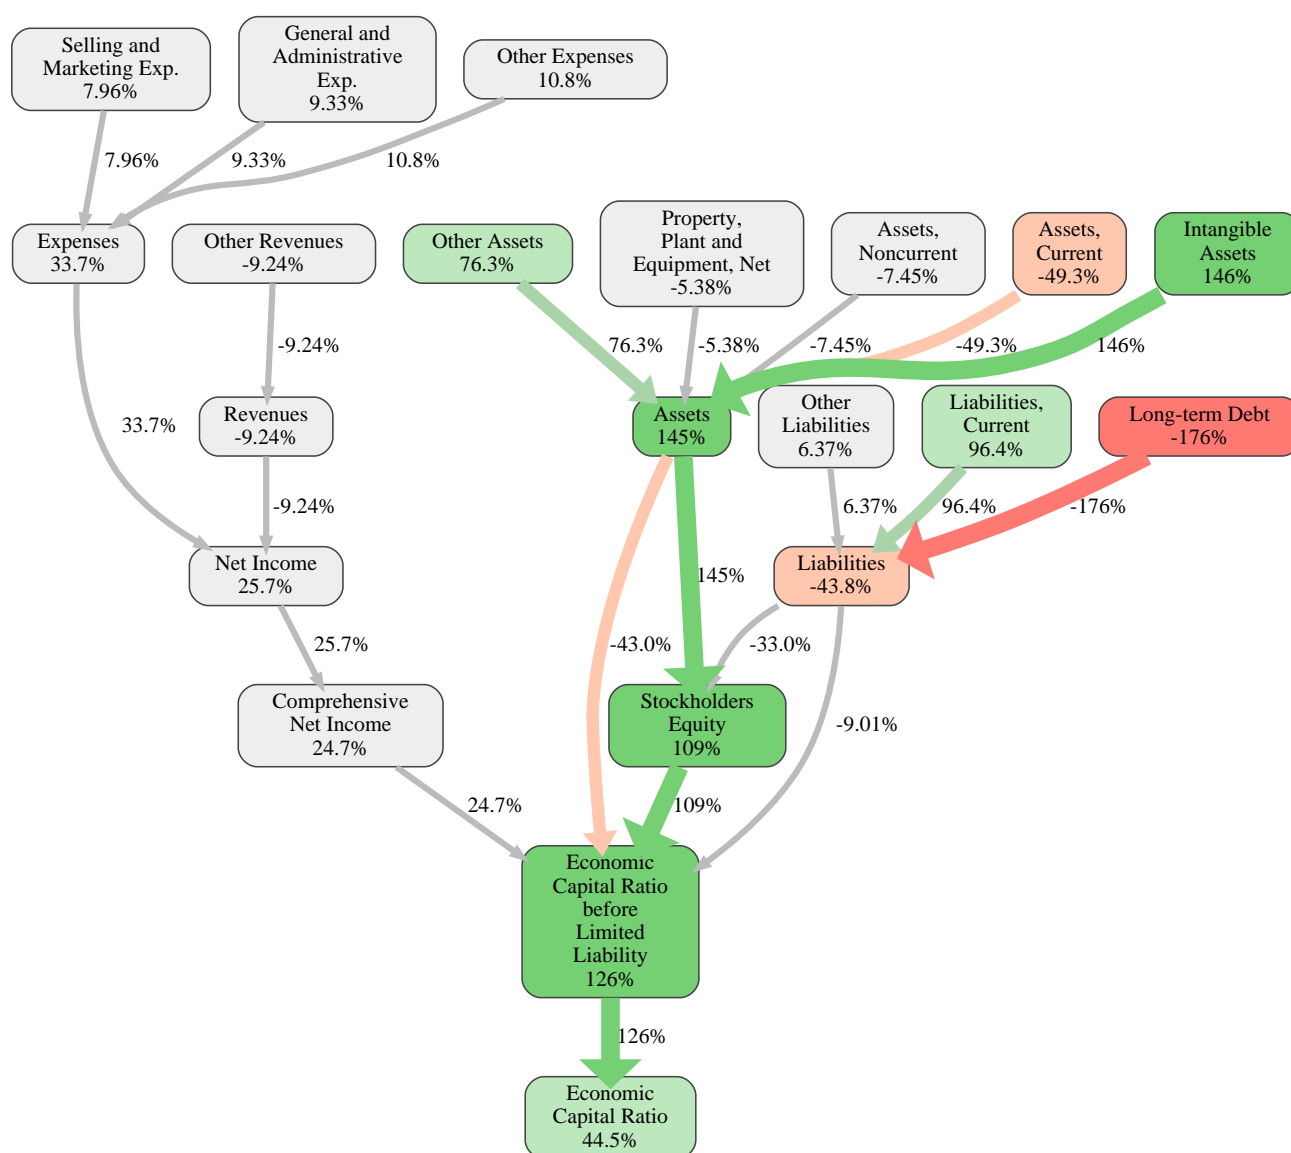 Selling and
Marketing Exp.
7.96%
General and
Administrative
Exp.
9.33%
Other Expenses
10.8%
7.96%
9.33%
10.8%
Expenses
33.7%
Other Revenues
-9.24%
Other Assets
76.3%
Property,
Plant and
Equipment, Net
-5.38%
Assets,
Noncurrent
-7.45%
Assets,
Current
-49.3%
Intangible
Assets
146%
-9.24%
76.3%
-5.38%
-7.45%
-49.3%
146%
33.7%
Revenues
-9.24%
Assets
145%
Other
Liabilities
6.37%
Liabilities,
Current
96.4%
Long-term Debt
-176%
-9.24%
6.37%
96.4%
-176%
Net Income
25.7%
145%
Liabilities
-43.8%
25.7%
-43.0%
-33.0%
Comprehensive
Net Income
24.7%
Stockholders
Equity
109%
-9.01%
24.7%
109%
Economic
Capital Ratio
before
Limited
Liability
126%
126%
Economic
Capital Ratio
44.5%